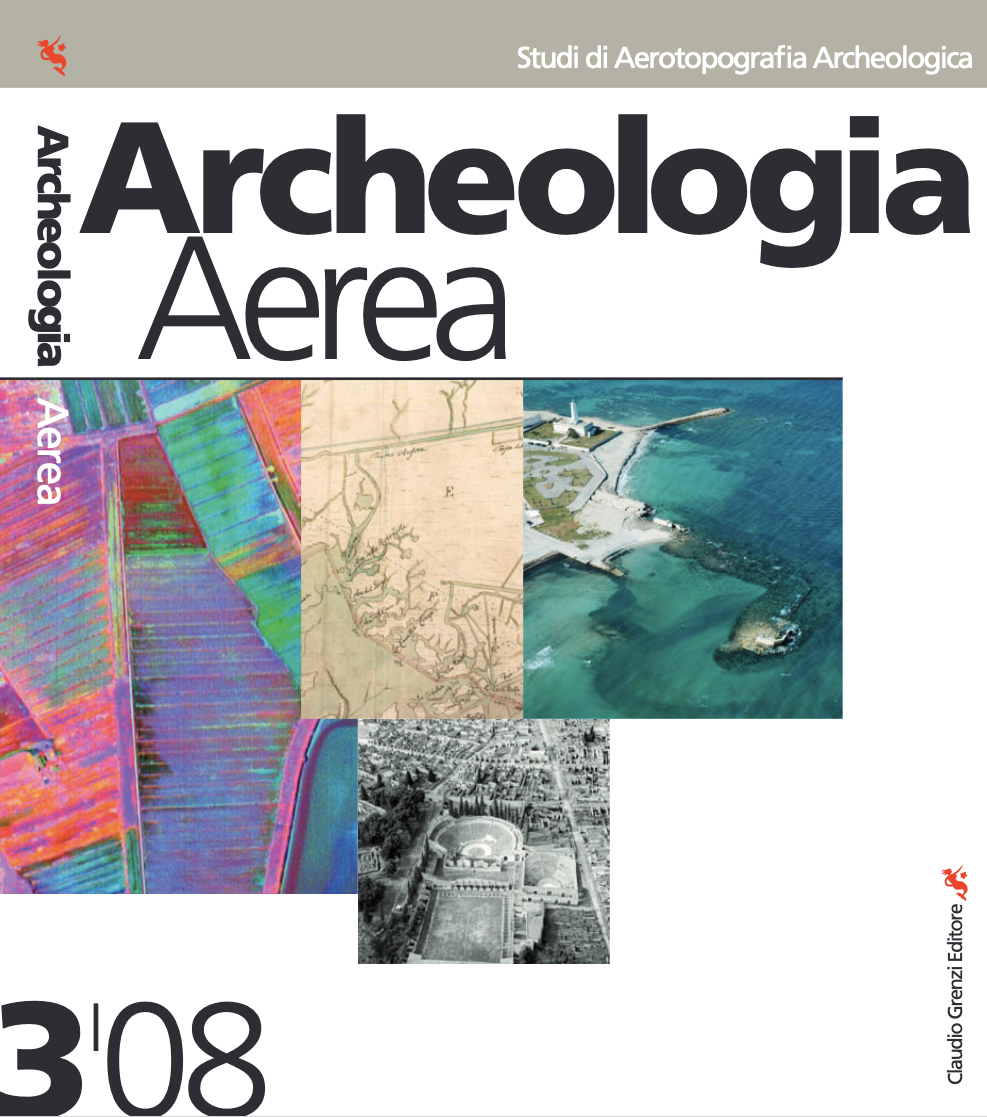 Studi di Aerotopografia Archeologica
Archeologia
Aerea
Archeologia Aerea
E
3'08
Claudio Grenzi Editore